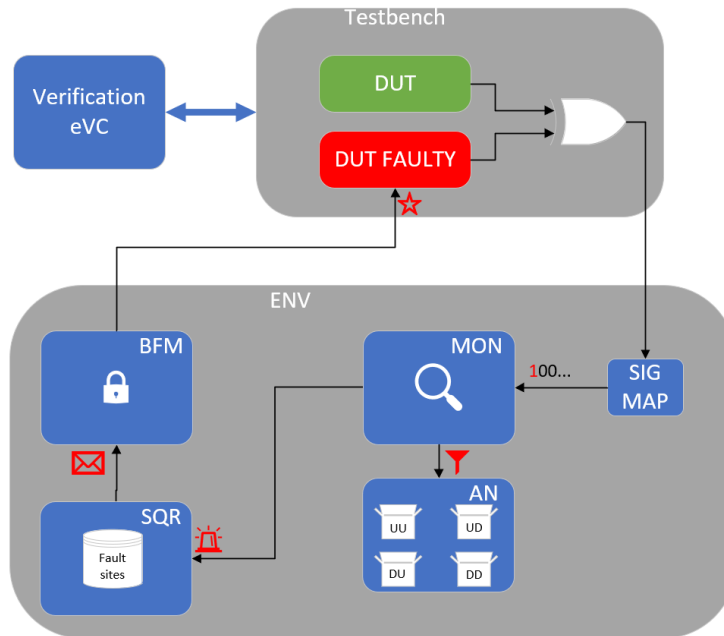 Testbench
Verification
eVC
DUT
DUT FAULTY
ENV
BFM
MON
100...
SIG
MAP
SQR
Fault
sites
AN
UU
UD
DU
DD